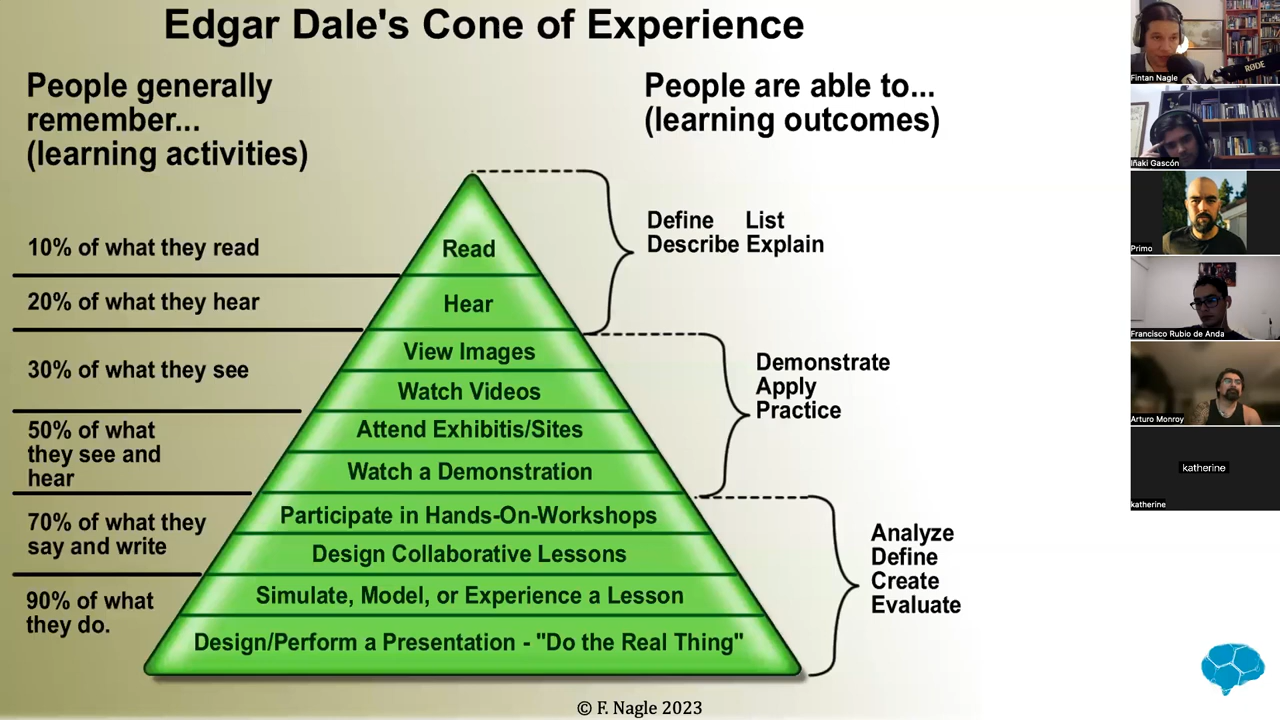 Edgar Dale's Cone of Experience
People generally
remember...
(learning activities)
People are able to...
(learning outcomes)
10% of what they read
20% of what they hear
30% of what they see
50% of what
they see and
hear
70% of what they
say and write
90% of what
they do.
Read
Hear
View Images
Watch Videos
Attend Exhibitis/Sites
Watch a Demonstration
Participate in Hands-On-Workshops
Design Collaborative Lessons
Simulate, Model, or Experience a Lesson
Design/Perform a Presentation - "Do the Real Thing"
Define List
Describe Explain
Demonstrate
Apply
Practice
Analyze
Define
Create
Evaluate
© F. Nagle 2023
RØDE
Fintan Nagle
Iñaki Gascón
Primo
Francisco Rubio de Anda
Arturo Monroy
katherine
katherine